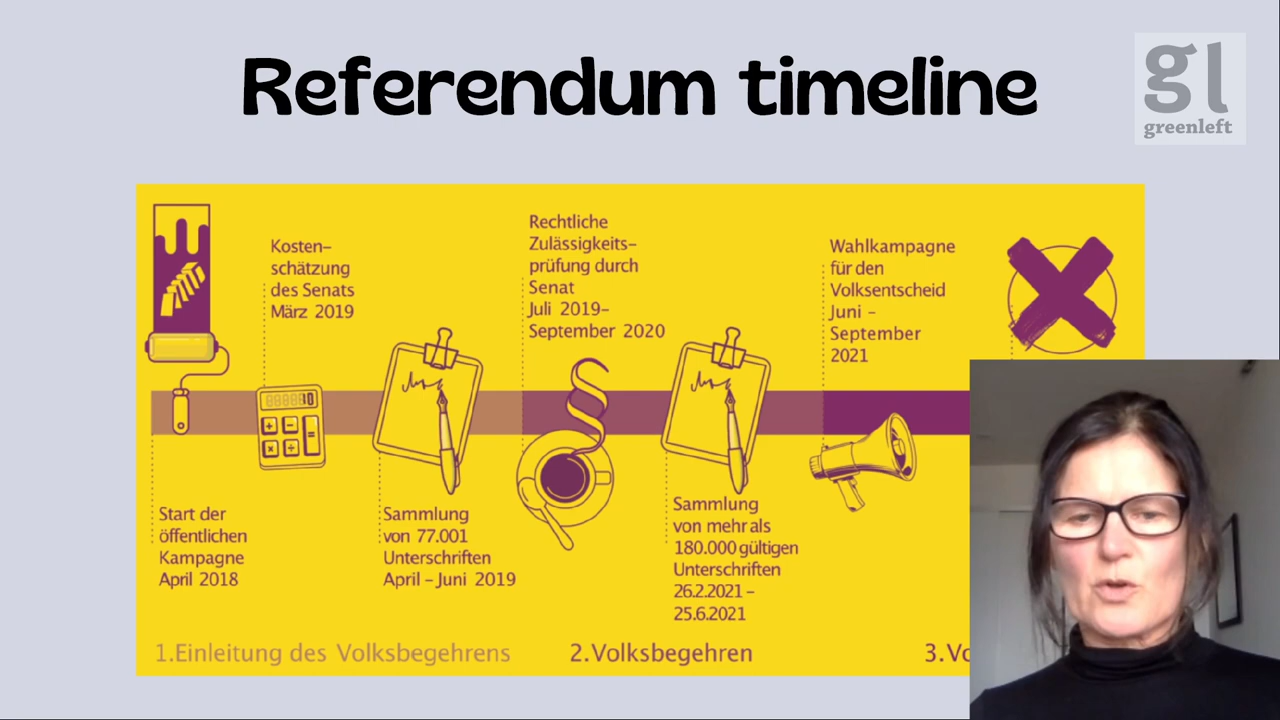 Referendum timeline
gl
greenleft
Kosten-
schätzung
des Senats
März 2019
Rechtliche
Zulässigkeits-
prüfung durch
Senat
Juli 2019-
September 2020
Wahlkampagne
für den
Volksentscheid
Juni -
September
2021
Start der
öffentlichen
Kampagne
April 2018
Sammlung
von 77.001
Unterschriften
April - Juni 2019
Sammlung
von mehr als
180.000 gültigen
Unterschriften
26.2.2021 -
25.6.2021
1.Einleitung des Volksbegehrens
2.Volksbegehren
3.Vo